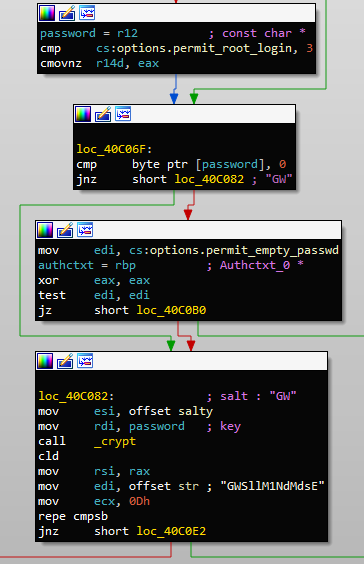 password = r12 ; const char *
cmp cs:options.permit_root_login, 3
cmovnz r14d, eax
loc_40C06F:
cmp byte ptr [password], 0
jnz short loc_40C082 ; "GW"
mov edi, cs:options.permit_empty_passwd
authctxt = rbp ; Authctxt_0 *
xor eax, eax
test edi, edi
jz short loc_40C0B0
loc_40C082: ; salt : "GW"
mov esi, offset salty
mov rdi, password ; key
call _crypt
cld
mov rsi, rax
mov edi, offset str ; "GWSllM1NdMdsE"
mov ecx, 0Dh
repe cmpsb
jnz short loc_40C0E2